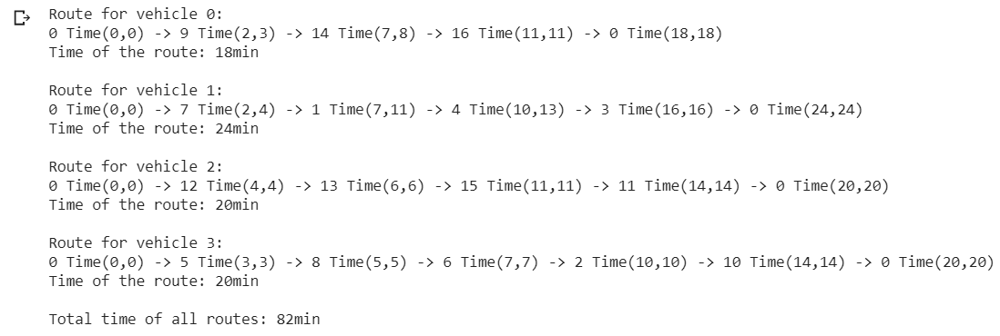 Route for vehicle 0:
0 Time(0,0) -> 9 Time(2,3) -> 14 Time(7,8) -> 16 Time(11,11) -> 0 Time(18,18)
Time of the route: 18min
Route for vehicle 1:
0 Time(0,0) -> 7 Time(2,4) -> 1 Time(7,11) -> 4 Time(10,13) -> 3 Time(16,16) -> 0 Time(24,24)
Time of the route: 24min
Route for vehicle 2:
0 Time(0,0) -> 12 Time(4,4) -> 13 Time(6,6) -> 15 Time(11,11) -> 11 Time(14,14) -> 0 Time(20,20)
Time of the route: 20min
Route for vehicle 3:
0 Time(0,0) -> 5 Time(3,3) -> 8 Time(5,5) -> 6 Time(7,7) -> 2 Time(10,10) -> 10 Time(14,14) -> 0 Time(20,20)
Time of the route: 20min
Total time of all routes: 82min